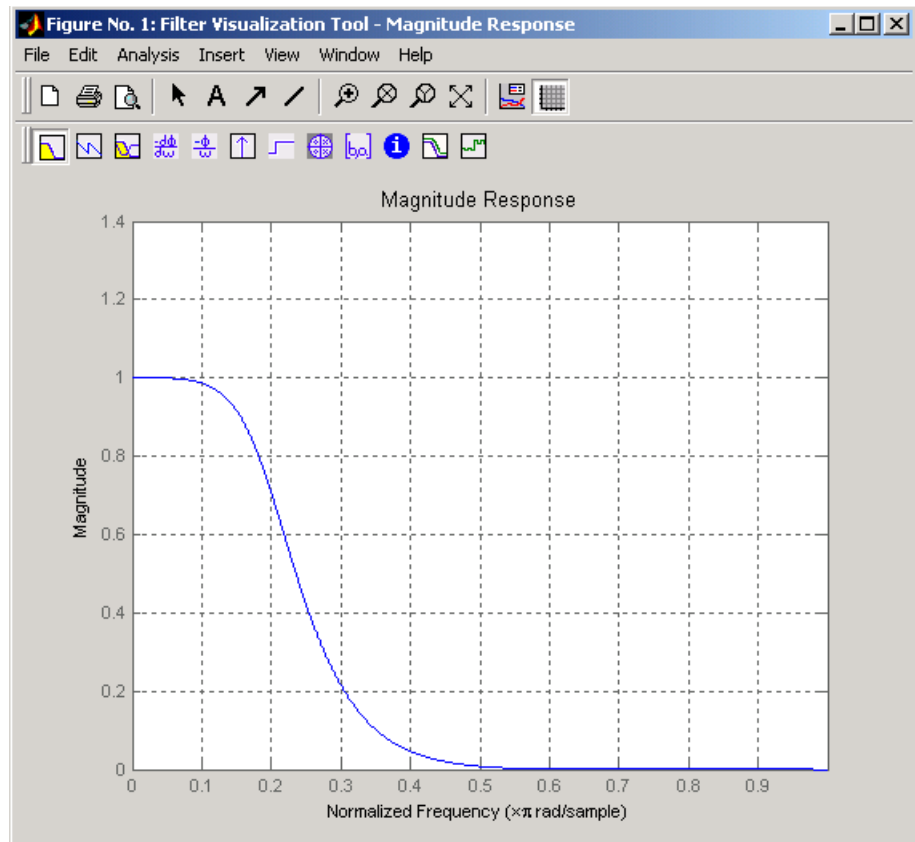 Figure No. 1: Filter Visualization Tool - Magnitude Response
File Edit Analysis Insert View Window Help
A
-dφ
dω
-φ
ω
[b,a]
i
Magnitude Response
1.4
1.2
1
0.8
0.6
0.4
0.2
0
Magnitude
0 0.1 0.2 0.3 0.4 0.5 0.6 0.7 0.8 0.9
Normalized Frequency (×π rad/sample)